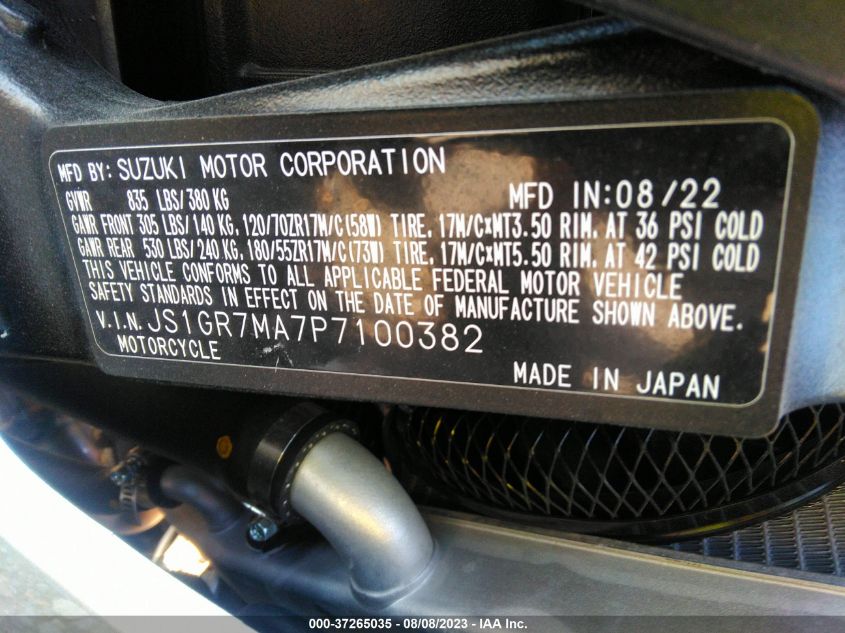 MFD BY: SUZUKI MOTOR CORPORATION
GVWR 835 LBS/380 KG MFD IN: 08/22
GAWR FRONT 305 LBS/140 KG, 120/70ZR17M/C(58W) TIRE, 17M/C×MT3.50 RIM, AT 36 PSI COLD
GAWR REAR 530 LBS/240 KG, 180/55ZR17M/C(73W) TIRE, 17M/C×MT5.50 RIM, AT 42 PSI COLD
THIS VEHICLE CONFORMS TO ALL APPLICABLE FEDERAL MOTOR VEHICLE
SAFETY STANDARDS IN EFFECT ON THE DATE OF MANUFACTURE SHOWN ABOVE.
V.I.N. JS1GR7MA7P7100382
MOTORCYCLE
MADE IN JAPAN
000-37265035 - 08/08/2023 - IAA Inc.